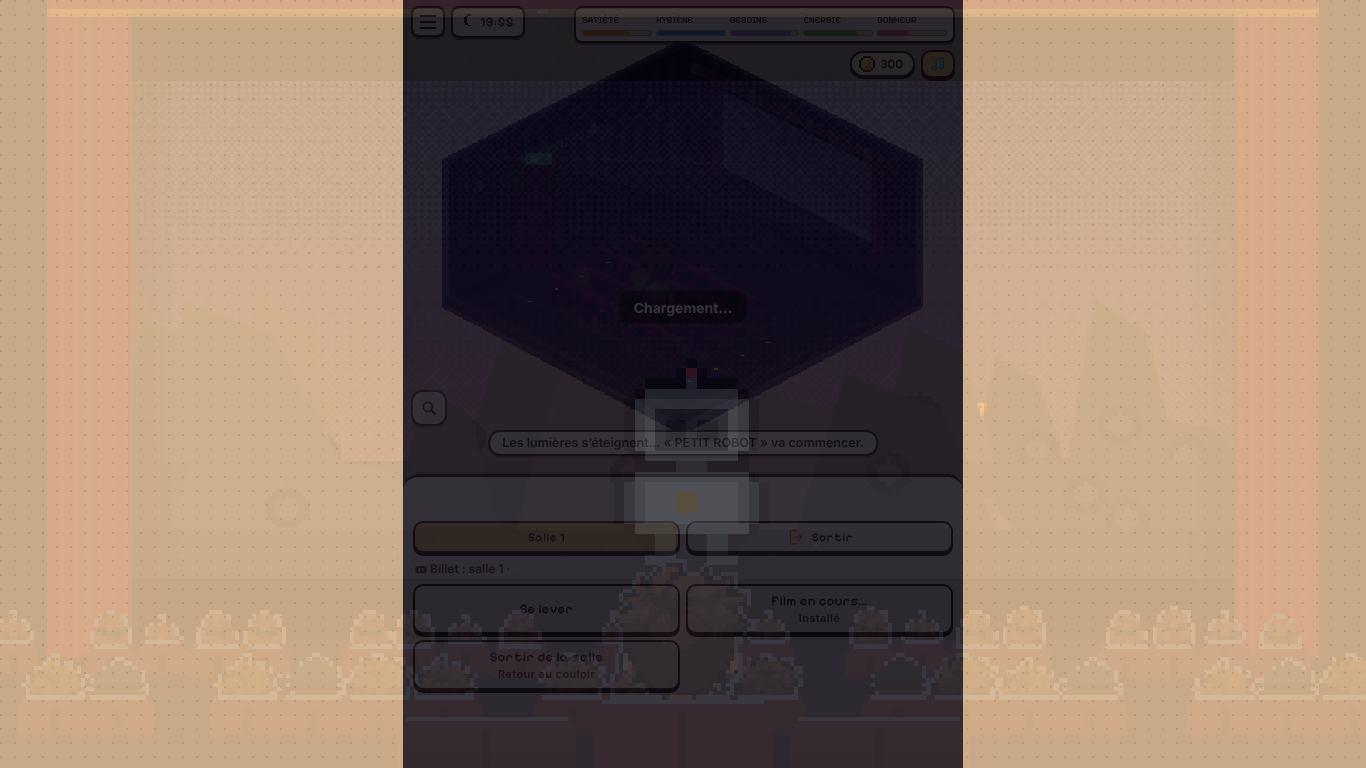 19:55
SATIÉTÉ
HYGIÈNE
BESOINS
ÉNERGIE
BONHEUR
300
Chargement...
Les lumières s'éteignent... « PETIT ROBOT » va commencer.
Salle 1
Sortir
Billet : salle 1 ·
Se lever
Film en cours...
Installé
Sortir de la salle
Retour au couloir